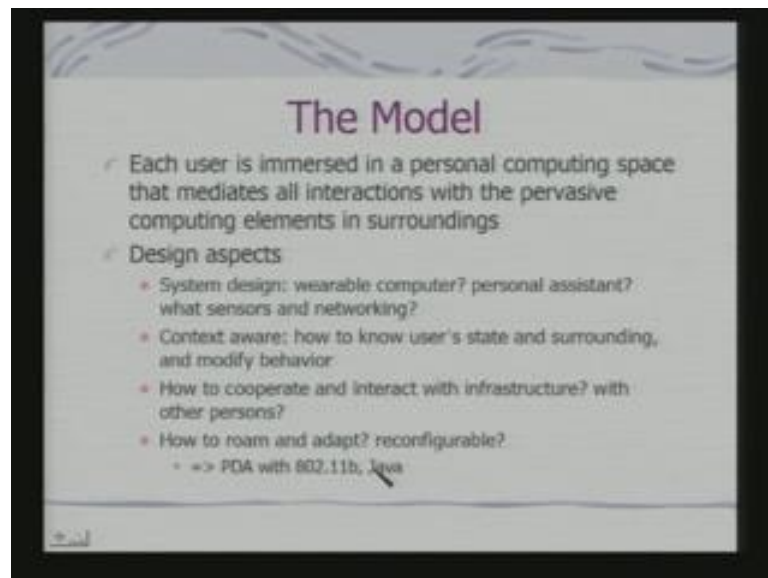 The Model
Each user is immersed in a personal computing space
that mediates all interactions with the pervasive
computing elements in surroundings
Design aspects
System design: wearable computer? personal assistant?
what sensors and networking?
Context aware: how to know user's state and surrounding,
and modify behavior
How to cooperate and interact with infrastructure? with
other persons?
How to roam and adapt? reconfigurable?
=> PDA with 802.11b, Java